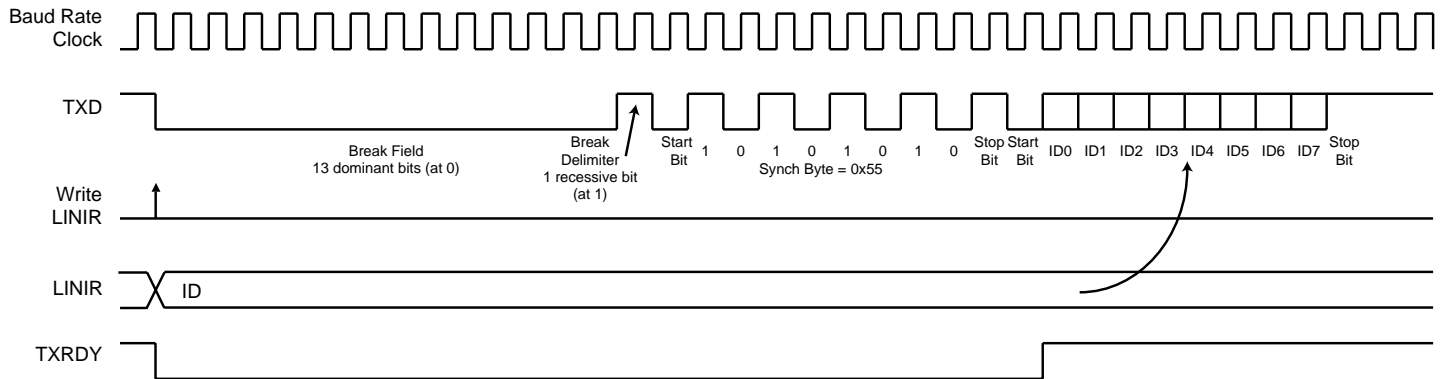 Baud Rate
Clock
TXD
Break Field
13 dominant bits (at 0)
Break
Delimiter
1 recessive bit
(at 1)
Start
Bit
1 0 1 0 1 0 1 0
Synch Byte = 0x55
Stop
Bit
Start
Bit
ID0 ID1 ID2 ID3 ID4 ID5 ID6 ID7
Stop
Bit
Write
LINIR
LINIR
ID
TXRDY